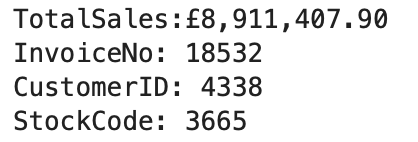 TotalSales:£8,911,407.90
InvoiceNo: 18532
CustomerID: 4338
StockCode: 3665